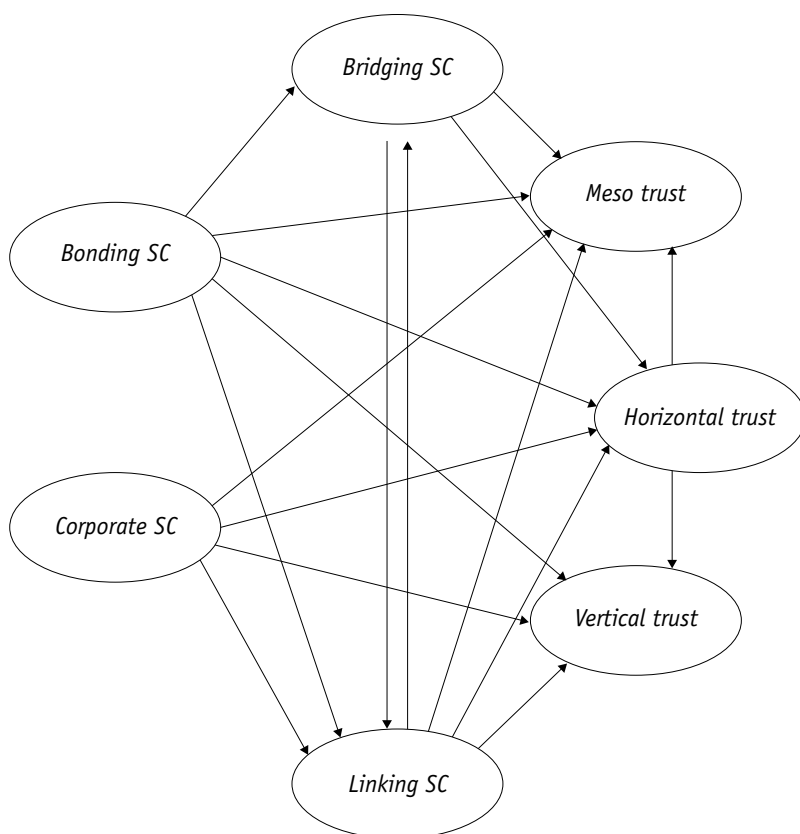 Bridging SC
Meso trust
Bonding SC
Horizontal trust
Corporate SC
Vertical trust
Linking SC